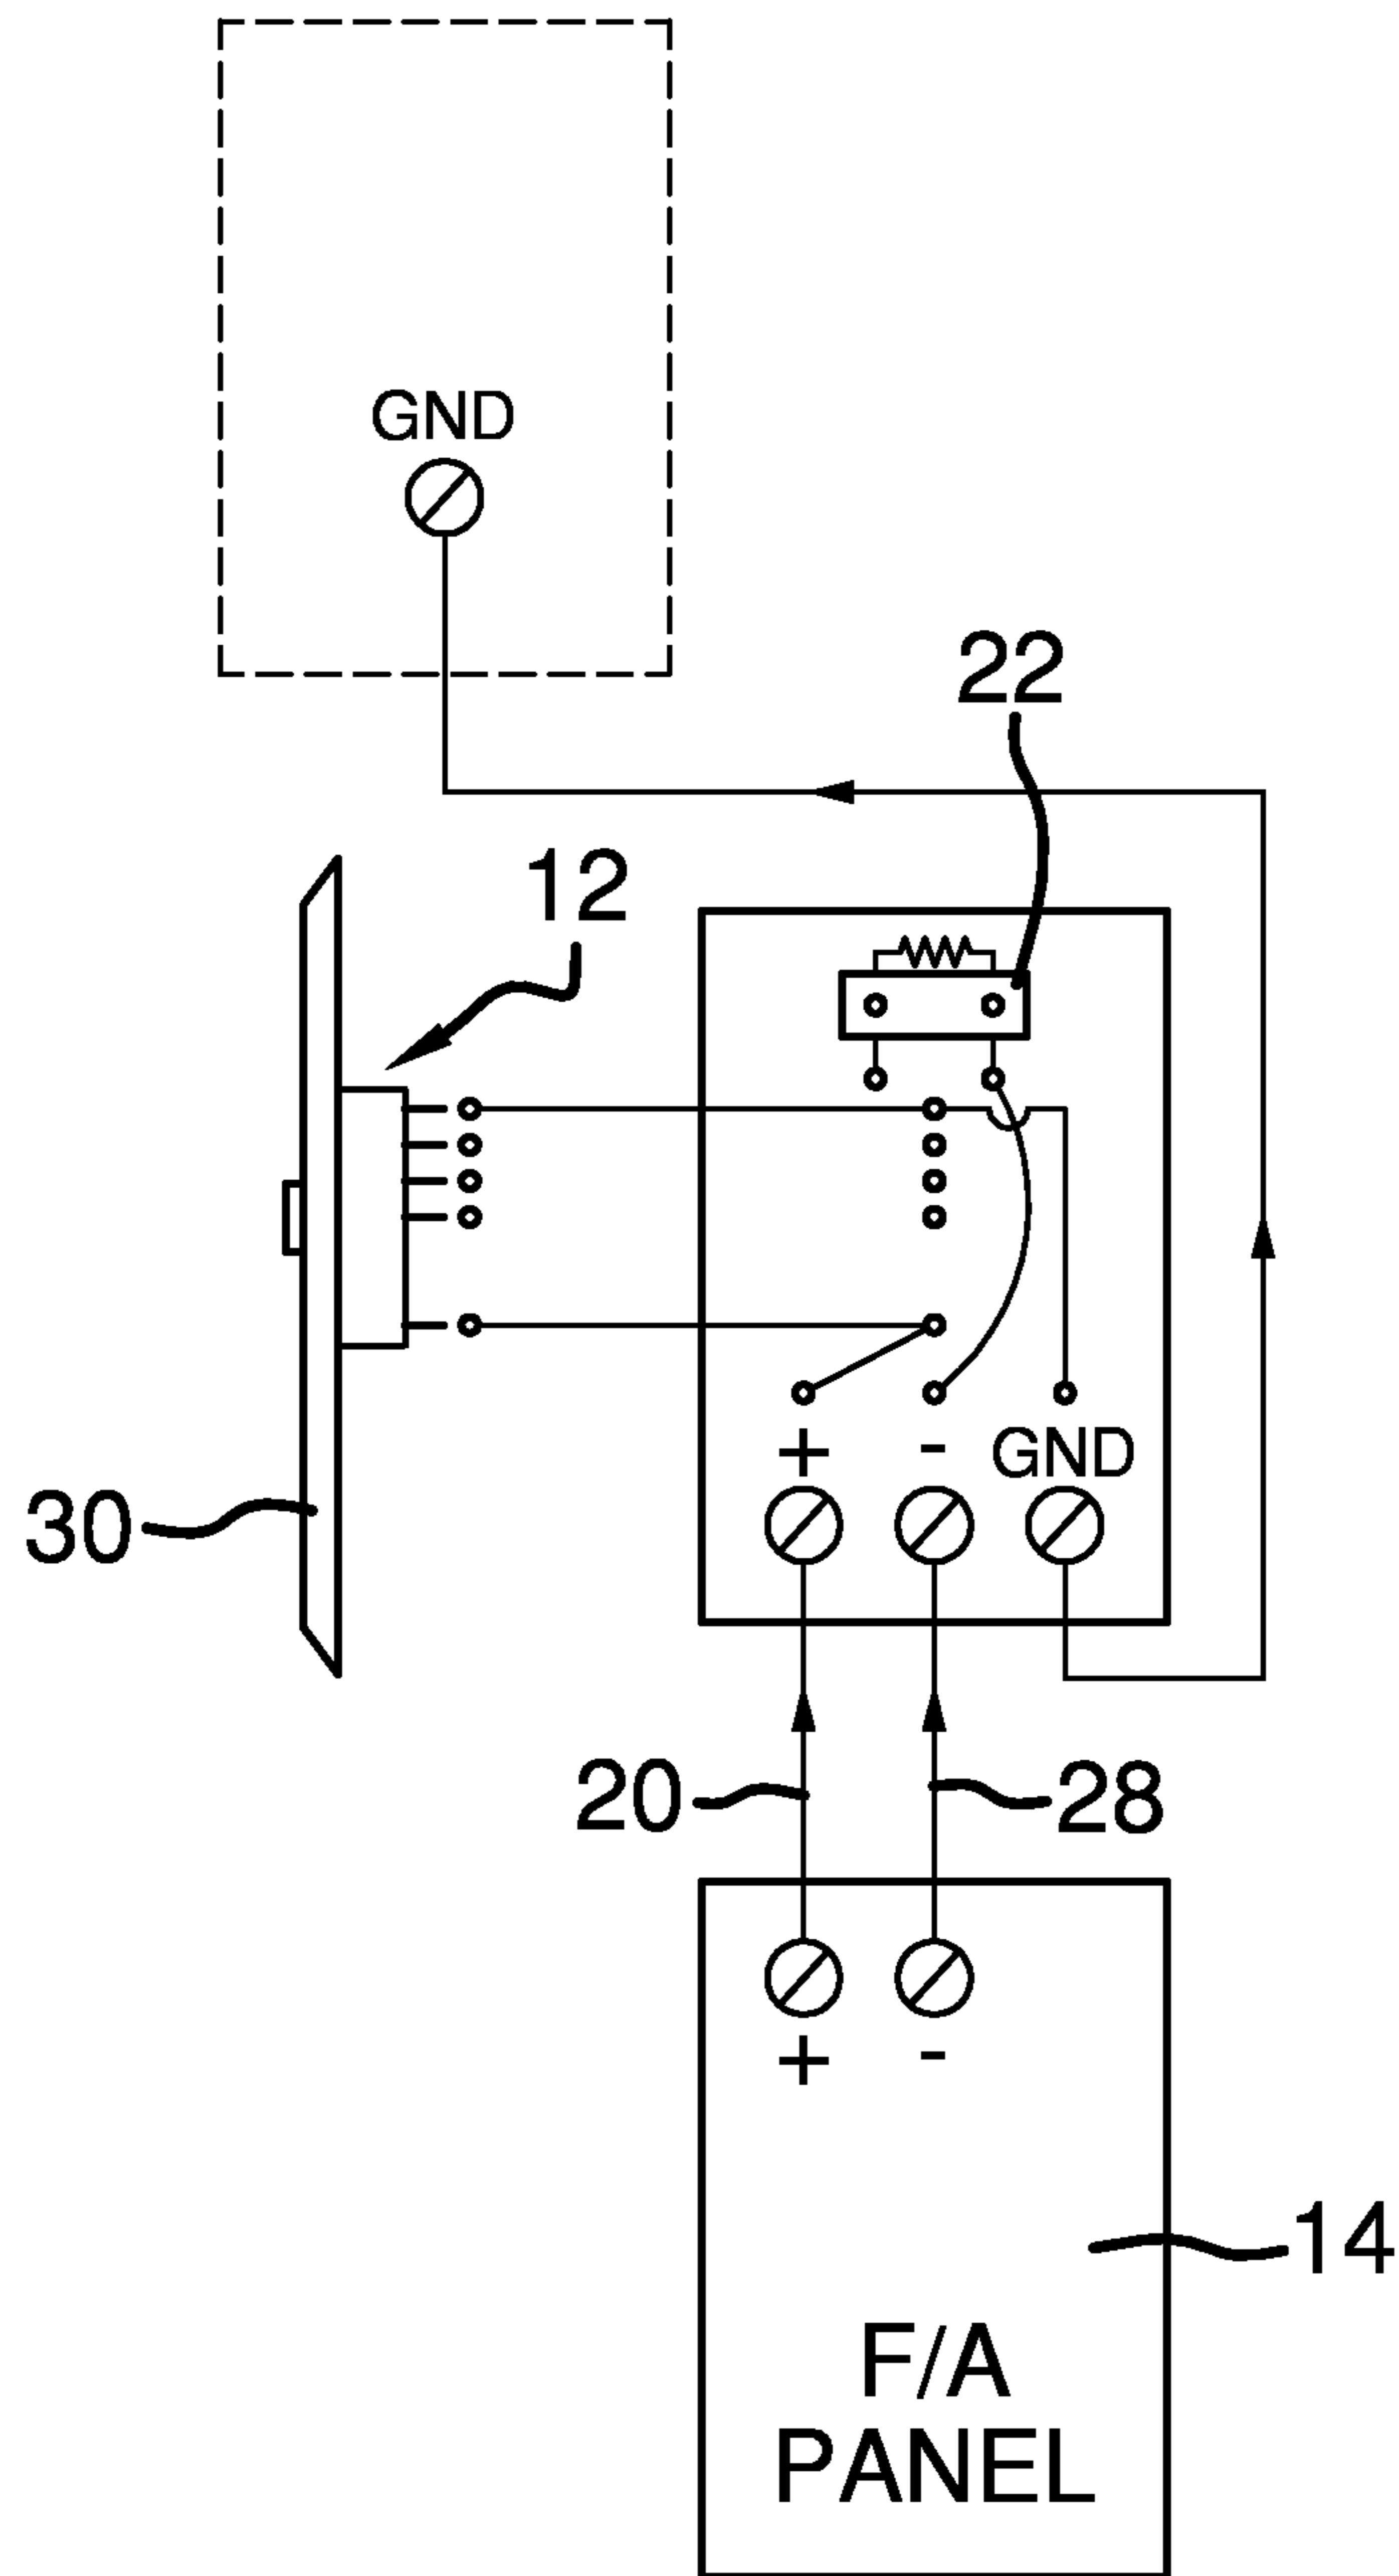 GND
22
12
+ - GND
30
20
28
+ -
14
F/A
PANEL